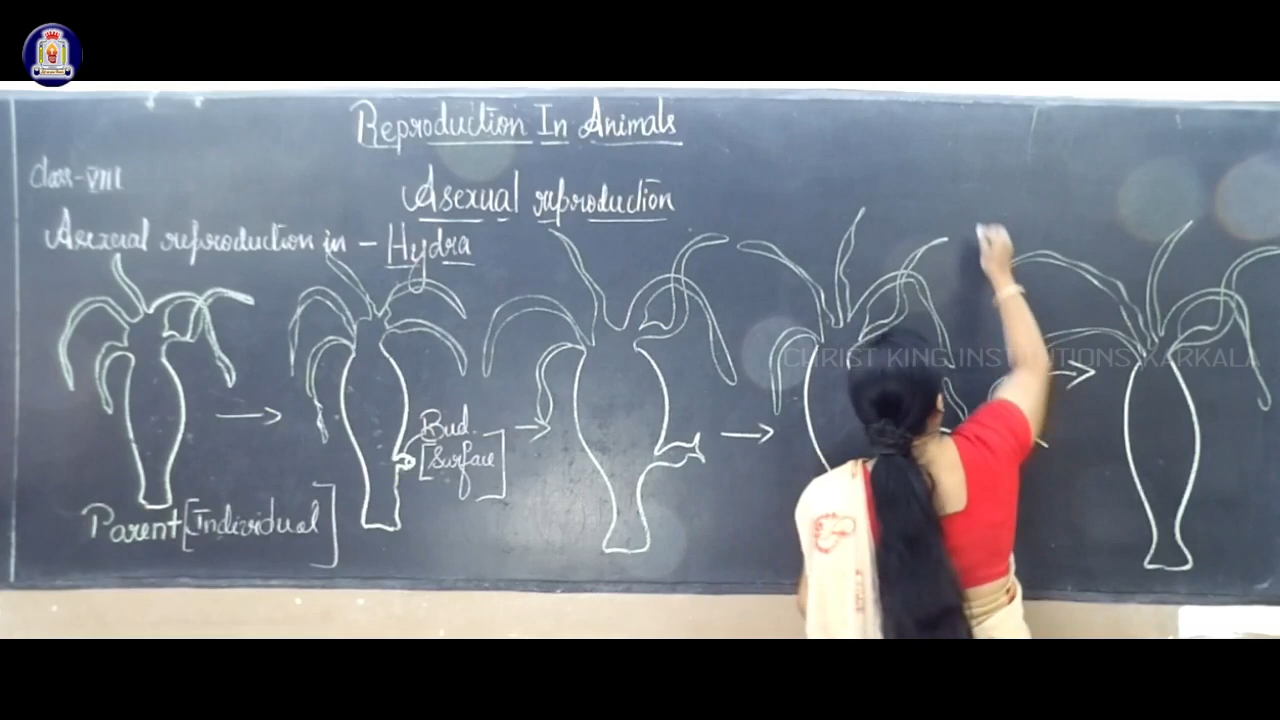 Reproduction In Animals
Class-VIII
Asexual reproduction
Asexual reproduction in - Hydra
CHRIST KING INSTITUTIONS KARKALA
Bud
[Surface]
Parent [Individual]